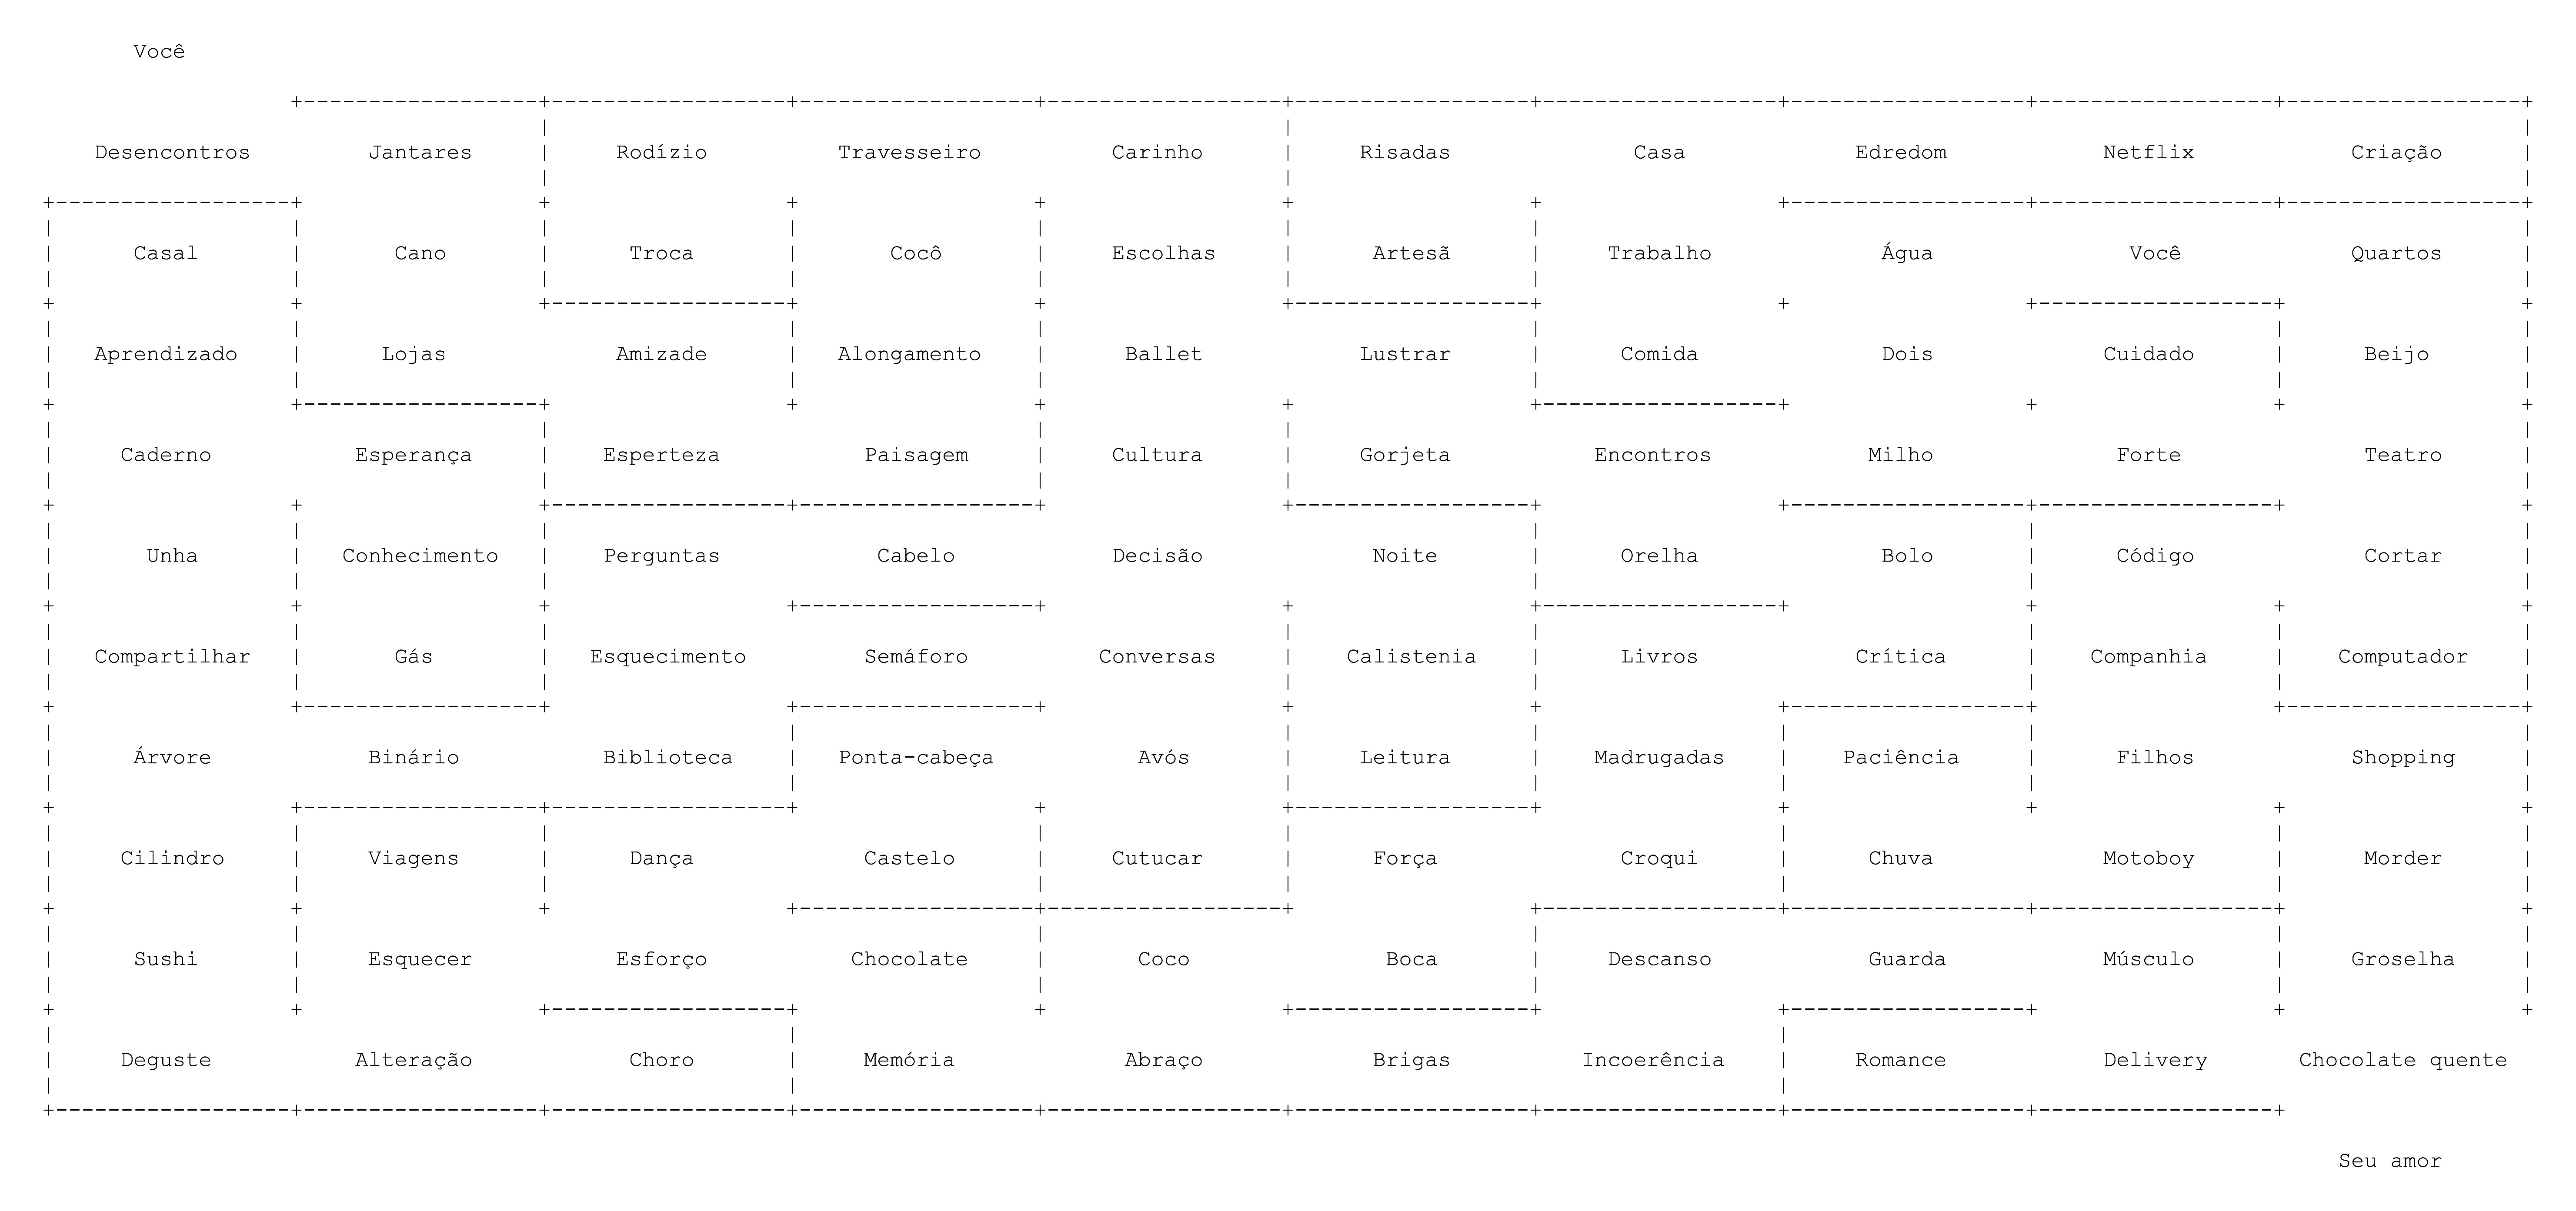 Você
Desencontros Jantares Rodízio Travesseiro Carinho Risadas Casa Edredom Netflix Criação
Casal Cano Troca Cocô Escolhas Artesã Trabalho Água Você Quartos
Aprendizado Lojas Amizade Alongamento Ballet Lustrar Comida Dois Cuidado Beijo
Caderno Esperança Esperteza Paisagem Cultura Gorjeta Encontros Milho Forte Teatro
Unha Conhecimento Perguntas Cabelo Decisão Noite Orelha Bolo Código Cortar
Compartilhar Gás Esquecimento Semáforo Conversas Calistenia Livros Crítica Companhia Computador
Árvore Binário Biblioteca Ponta-cabeça Avós Leitura Madrugadas Paciência Filhos Shopping
Cilindro Viagens Dança Castelo Cutucar Força Croqui Chuva Motoboy Morder
Sushi Esquecer Esforço Chocolate Coco Boca Descanso Guarda Músculo Groselha
Deguste Alteração Choro Memória Abraço Brigas Incoerência Romance Delivery Chocolate quente
Seu amor